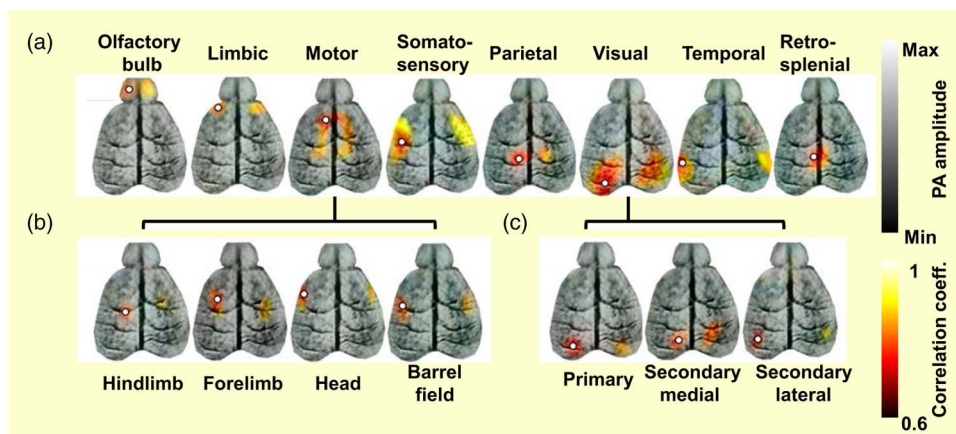 (a)
Olfactory
bulb
Limbic
Motor
Somato-
sensory
Parietal
Visual
Temporal
Retro-
splenial
Max
PA amplitude
Min
(b)
Hindlimb
Forelimb
Head
Barrel
field
(c)
Primary
Secondary
medial
Secondary
lateral
1
Correlation coeff.
0.6